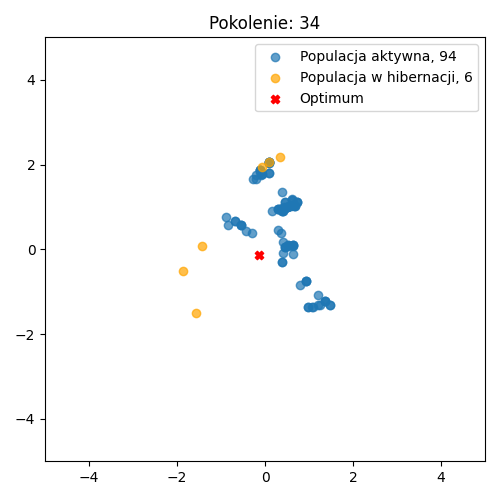 Pokolenie: 34
Populacja aktywna, 94
Populacja w hibernacji, 6
Optimum
4
2
0
−2
−4
−4 −2 0 2 4